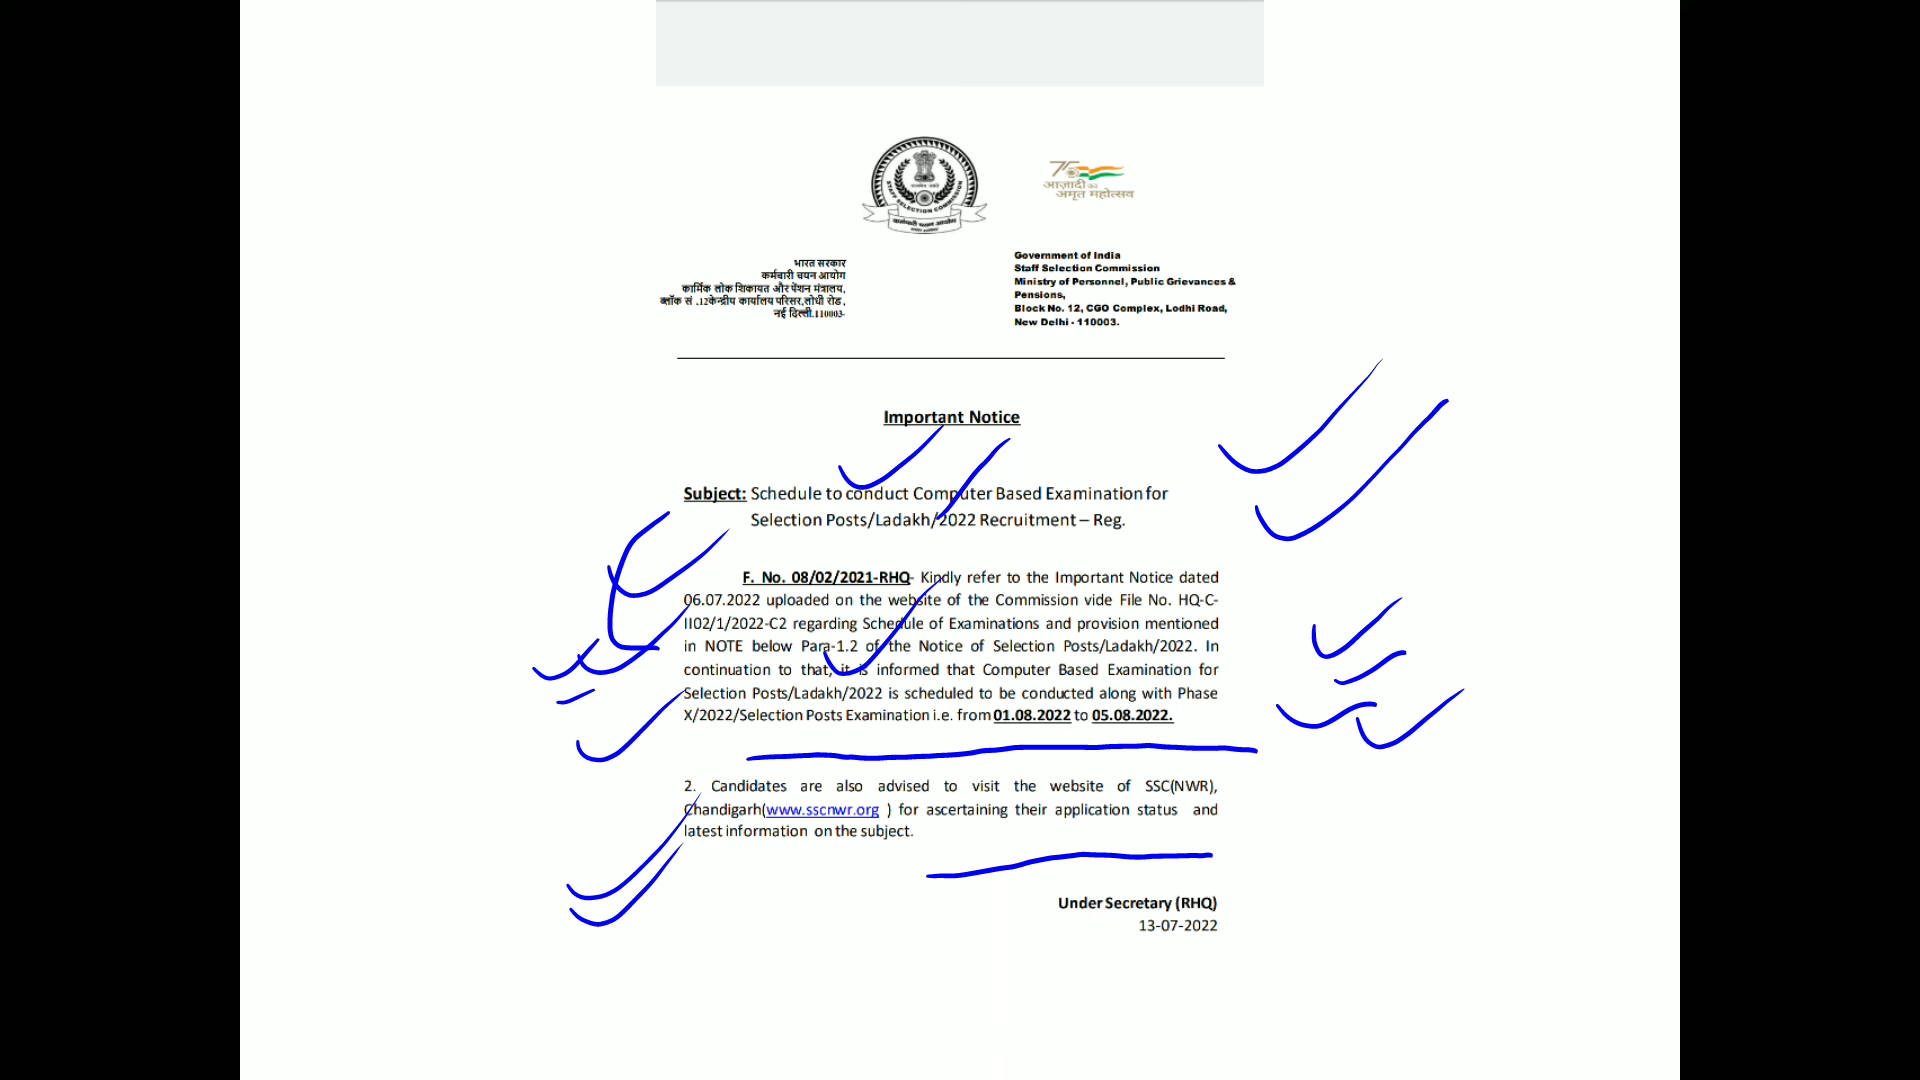 STAFF SELECTION COMMISSION
75
आज़ादी का
अमृत महोत्सव
भारत सरकार
कर्मचारी चयन आयोग
कार्मिक लोक शिकायत और पेंशन मंत्रालय,
ब्लॉक सं .12केन्द्रीय कार्यालय परिसर,लोधी रोड,
नई दिल्ली.110003-
Government of India
Staff Selection Commission
Ministry of Personnel, Public Grievances &
Pensions,
Block No. 12, CGO Complex, Lodhi Road,
New Delhi - 110003.
Important Notice
Subject: Schedule to conduct Computer Based Examination for
Selection Posts/Ladakh/2022 Recruitment – Reg.
F. No. 08/02/2021-RHQ- Kindly refer to the Important Notice dated
06.07.2022 uploaded on the website of the Commission vide File No. HQ-C-
II02/1/2022-C2 regarding Schedule of Examinations and provision mentioned
in NOTE below Para-1.2 of the Notice of Selection Posts/Ladakh/2022. In
continuation to that, it is informed that Computer Based Examination for
Selection Posts/Ladakh/2022 is scheduled to be conducted along with Phase
X/2022/Selection Posts Examination i.e. from 01.08.2022 to 05.08.2022.
2. Candidates are also advised to visit the website of SSC(NWR),
Chandigarh(www.sscnwr.org ) for ascertaining their application status and
latest information on the subject.
Under Secretary (RHQ)
13-07-2022